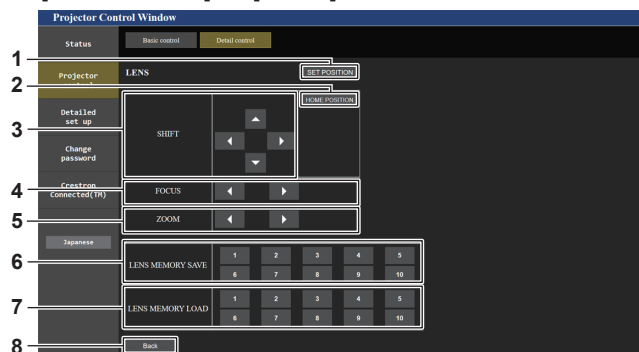 Projector Control Window
Status
Basic control
Detail control
1
LENS
SET POSITION
Projector
control
2
HOME POSITION
3
SHIFT
Detailed
set up
Change
password
4
Crestron
Connected(TM)
FOCUS
5
ZOOM
Japanese
6
LENS MEMORY SAVE
1 2 3 4 5
6 7 8 9 10
7
LENS MEMORY LOAD
1 2 3 4 5
6 7 8 9 10
8
Back